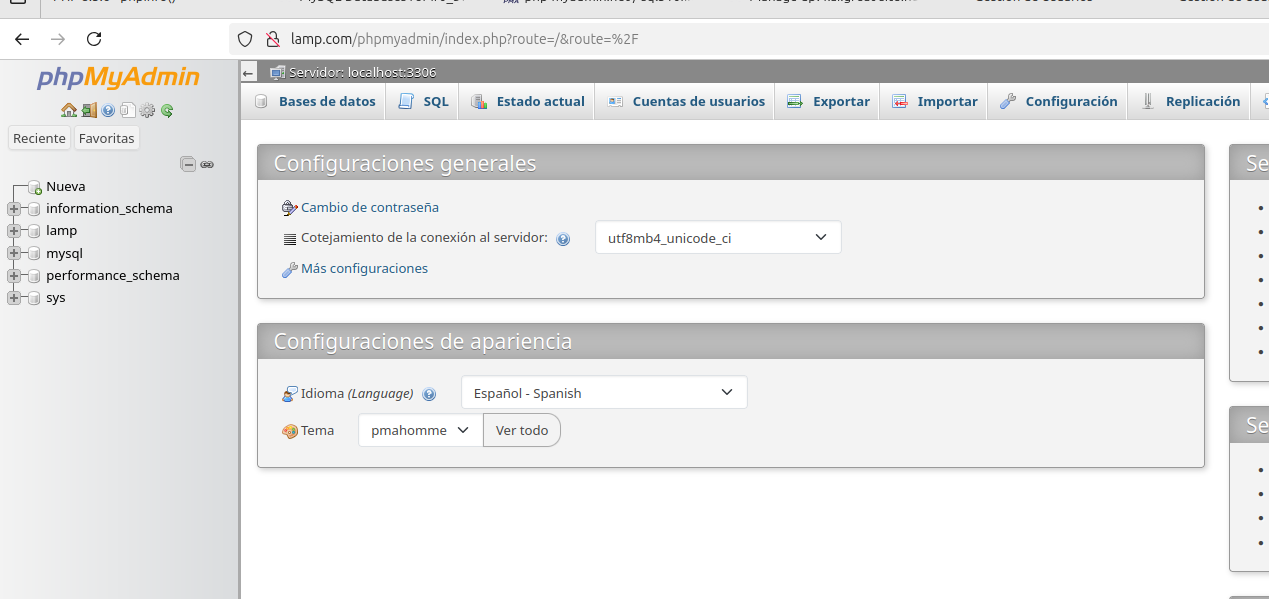 lamp.com/phpmyadmin/index.php?route=/&route=%2F
phpMyAdmin
Reciente Favoritas
Nueva
information_schema
lamp
mysql
performance_schema
sys
Servidor: localhost:3306
Bases de datos SQL Estado actual Cuentas de usuarios Exportar Importar Configuración Replicación
Configuraciones generales
Cambio de contraseña
Cotejamiento de la conexión al servidor: utf8mb4_unicode_ci
Más configuraciones
Configuraciones de apariencia
Idioma (Language) Español - Spanish
Tema pmahomme Ver todo
Se
Se